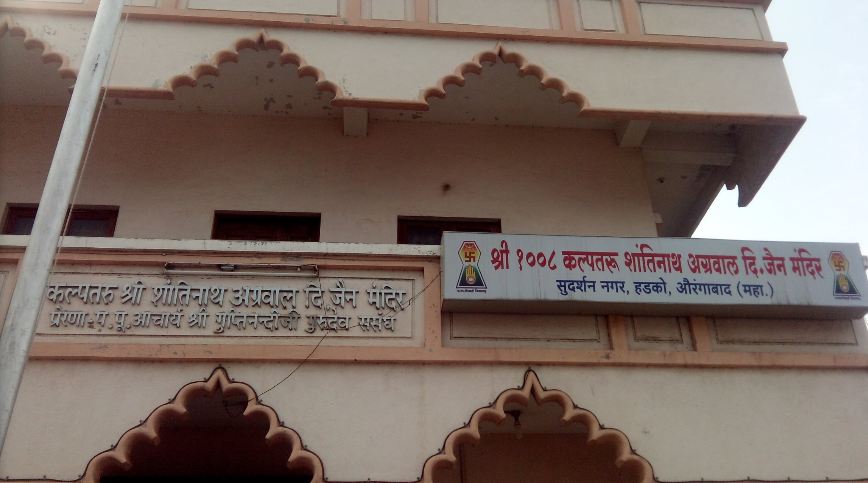 कल्पतरु श्री शांतिनाथ अग्रवाल दि. जैन मंदिर
प्रेरणा-प. पू. आचार्य श्री गुप्तिनन्दीजी गुरुदेव ससंघ
श्री १००८ कल्पतरू शांतिनाथ अग्रवाल दि. जैन मंदिर
सुदर्शन नगर, हडको, औरंगाबाद (महा.)